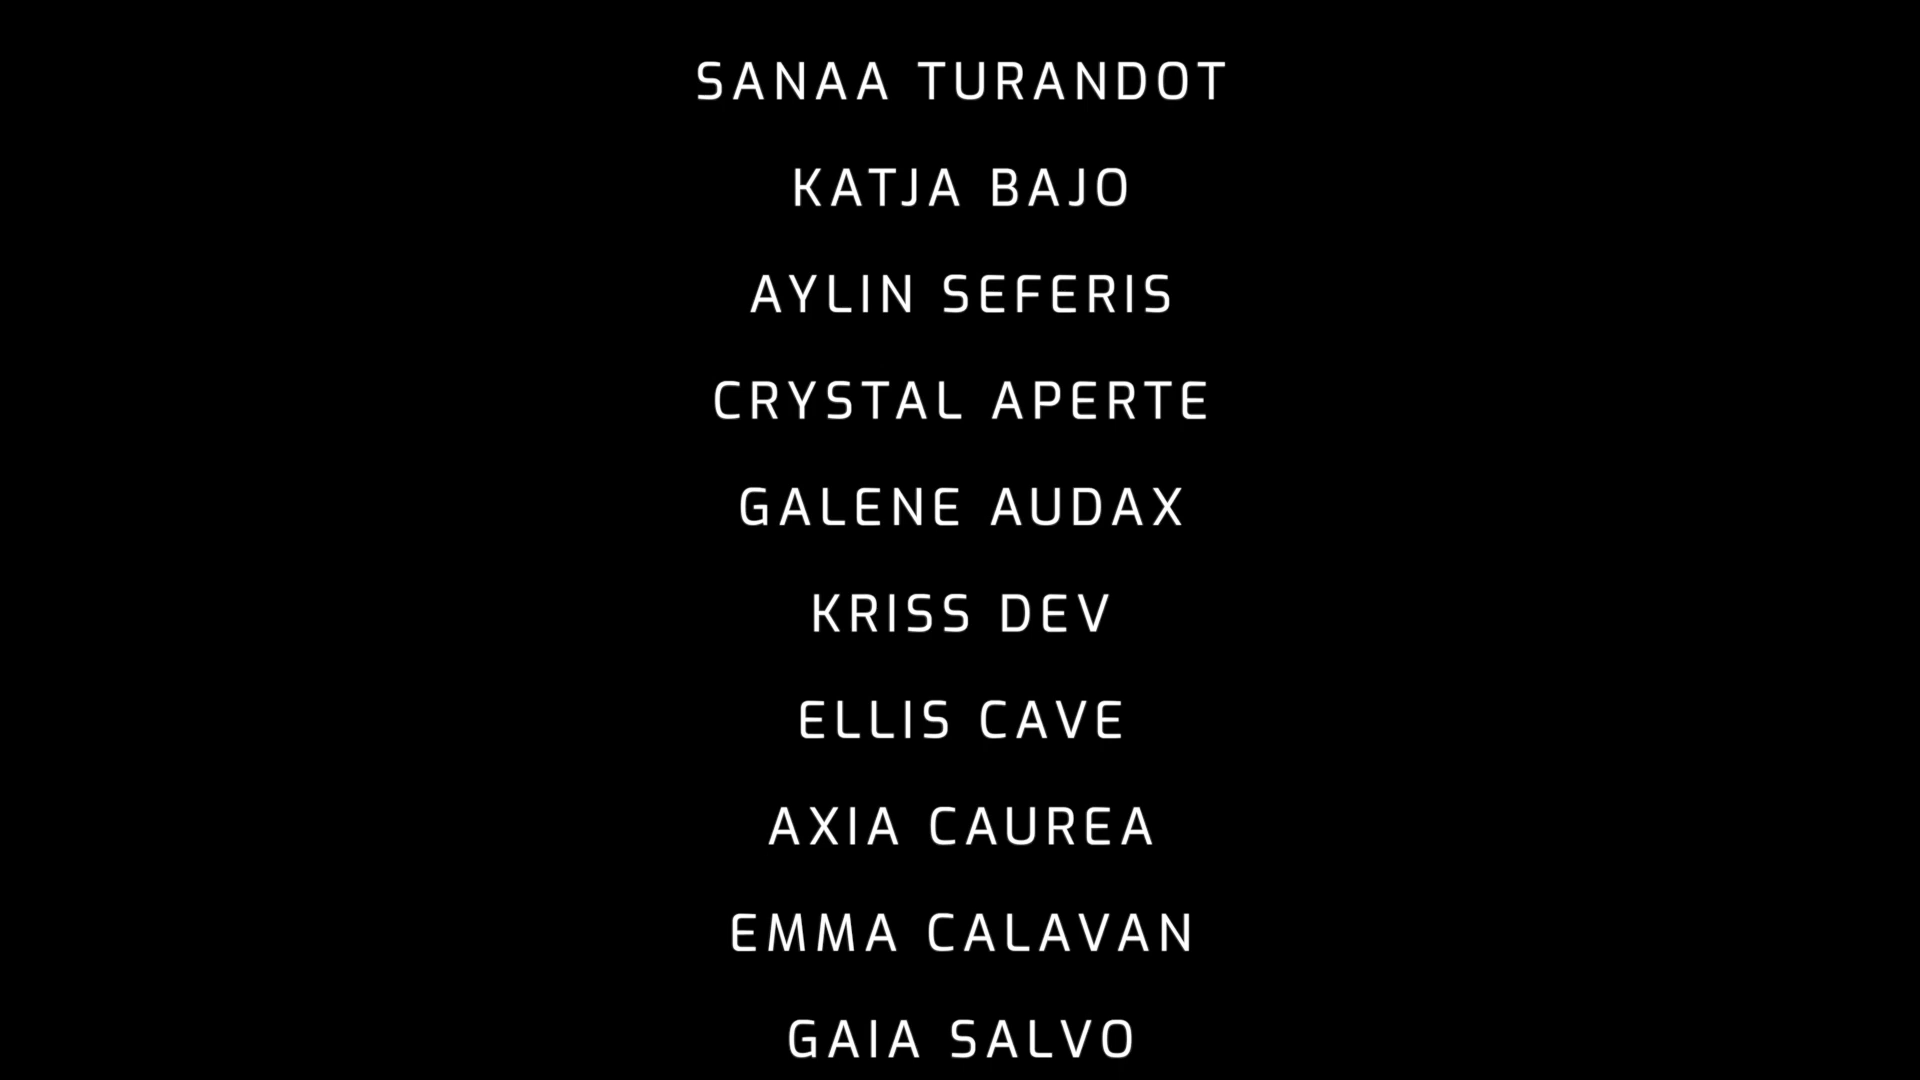 SANAA TURANDOT
KATJA BAJO
AYLIN SEFERIS
CRYSTAL APERTE
GALENE AUDAX
KRISS DEV
ELLIS CAVE
AXIA CAUREA
EMMA CALAVAN
GAIA SALVO